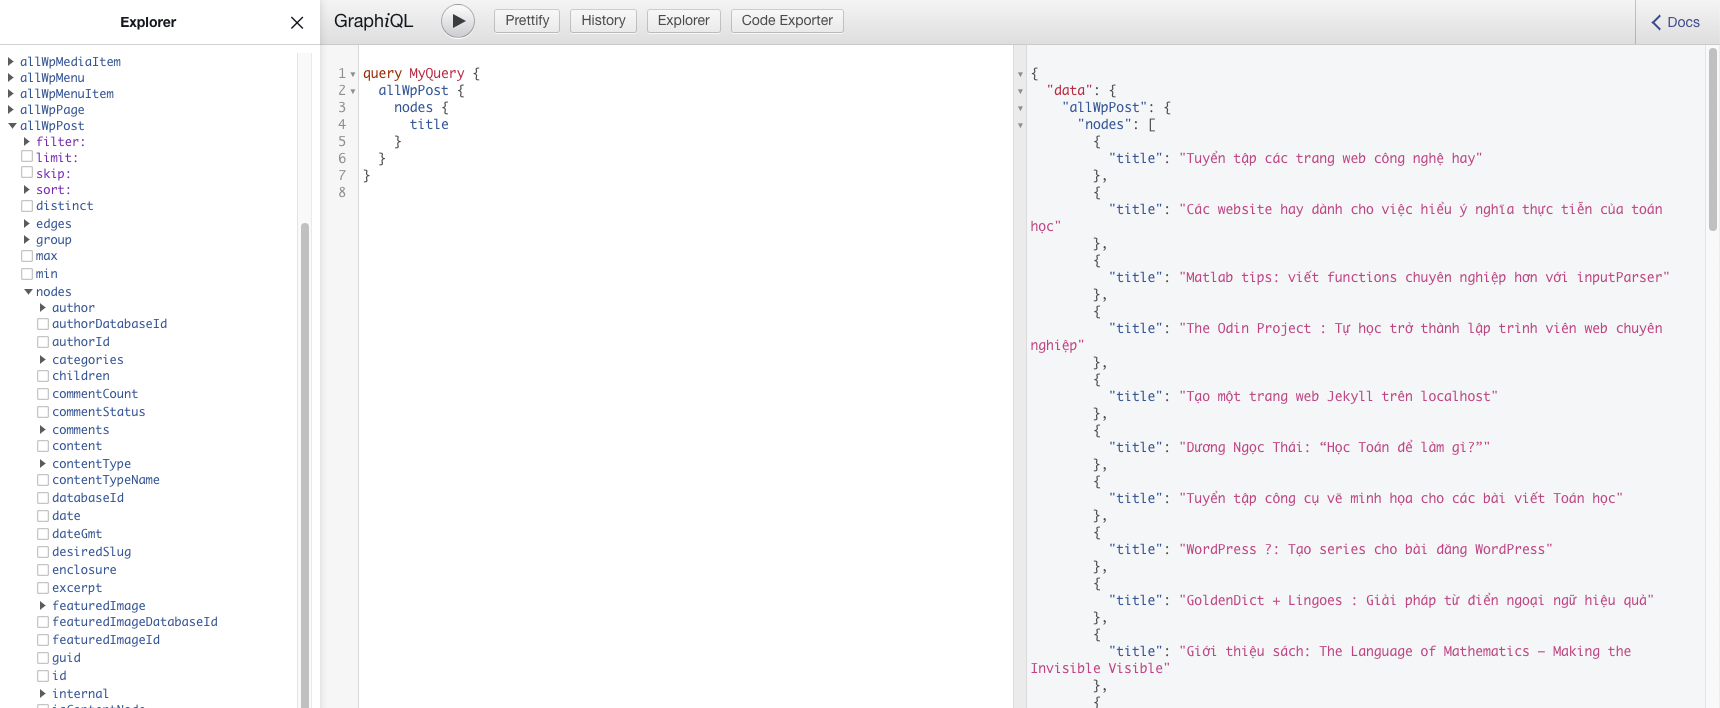 Explorer
GraphiQL
Prettify
History
Explorer
Code Exporter
Docs
allWpMediaItem
allWpMenu
allWpMenuItem
allWpPage
allWpPost
filter:
limit:
skip:
sort:
distinct
edges
group
max
min
nodes
author
authorDatabaseId
authorId
categories
children
commentCount
commentStatus
comments
content
contentType
contentTypeName
databaseId
date
dateGmt
desiredSlug
enclosure
excerpt
featuredImage
featuredImageDatabaseId
featuredImageId
guid
id
internal
1 query MyQuery {
2 allWpPost {
3 nodes {
4 title
5 }
6 }
7 }
8
{
"data": {
"allWpPost": {
"nodes": [
{
"title": "Tuyển tập các trang web công nghệ hay"
},
{
"title": "Các website hay dành cho việc hiểu ý nghĩa thực tiễn của toán
học"
},
{
"title": "Matlab tips: viết functions chuyên nghiệp hơn với inputParser"
},
{
"title": "The Odin Project : Tự học trở thành lập trình viên web chuyên
nghiệp"
},
{
"title": "Tạo một trang web Jekyll trên localhost"
},
{
"title": "Dương Ngọc Thái: “Học Toán để làm gì?”"
},
{
"title": "Tuyển tập công cụ vẽ minh họa cho các bài viết Toán học"
},
{
"title": "WordPress ?: Tạo series cho bài đăng WordPress"
},
{
"title": "GoldenDict + Lingoes : Giải pháp từ điển ngoại ngữ hiệu quả"
},
{
"title": "Giới thiệu sách: The Language of Mathematics – Making the
Invisible Visible"
},
{